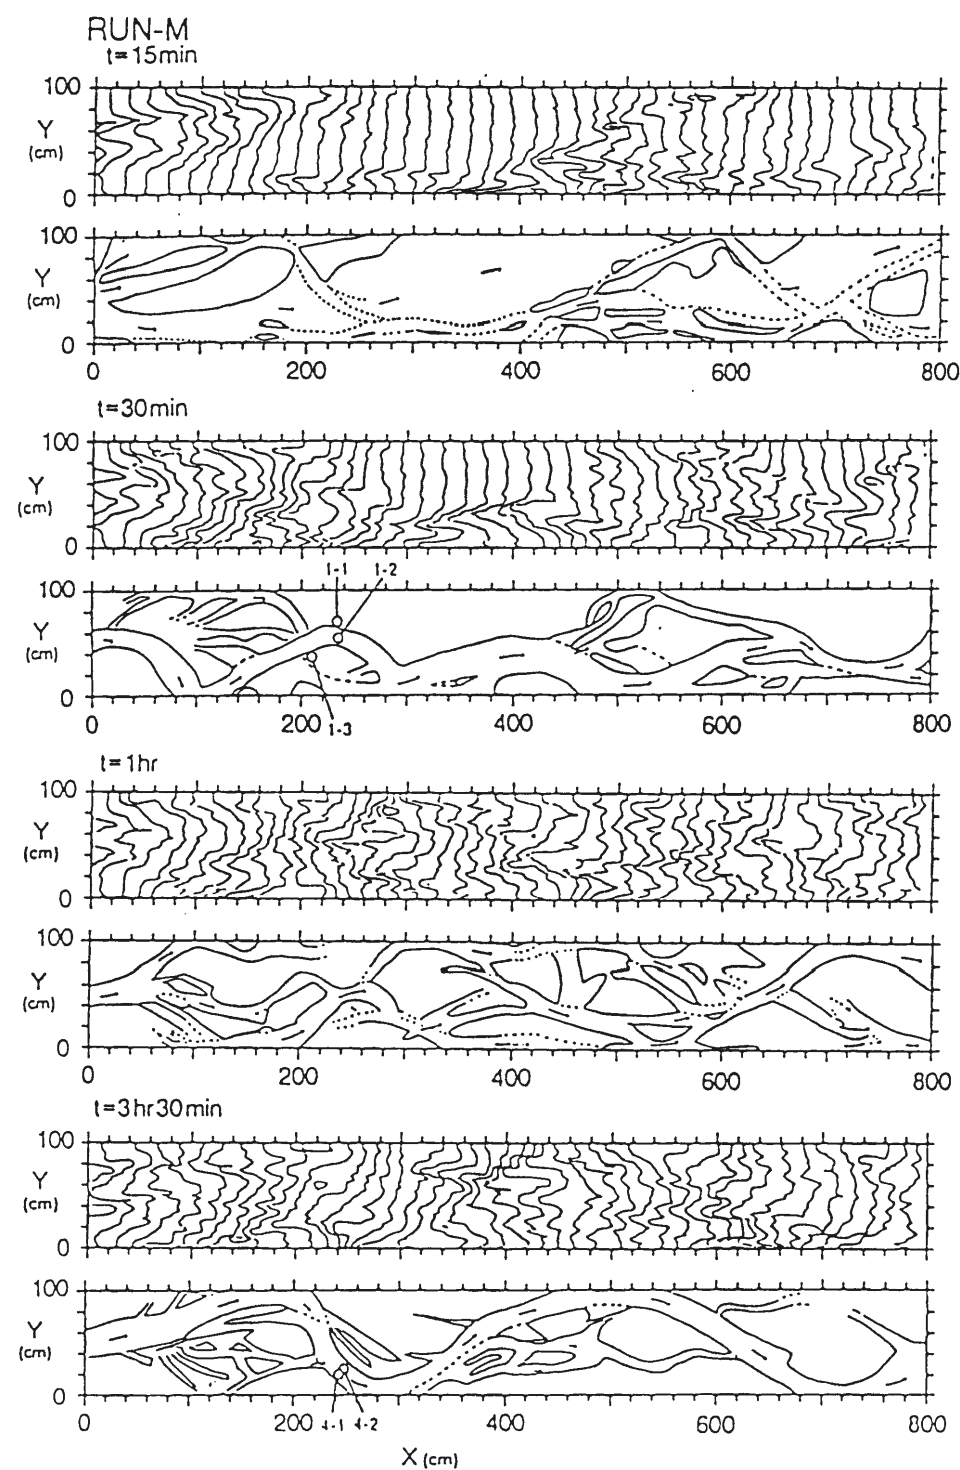 RUN-M
t=15min
100
Y
(cm)
0
100
Y
(cm)
0
0 200 400 600 800
t=30min
100
Y
(cm)
0
1-1 1-2
100
Y
(cm)
0
0 200 1-3 400 600 800
t=1hr
100
Y
(cm)
0
100
Y
(cm)
0
0 200 400 600 800
t=3hr30min
100
Y
(cm)
0
100
Y
(cm)
0
0 200 4-1 4-2 400 600 800
X (cm)